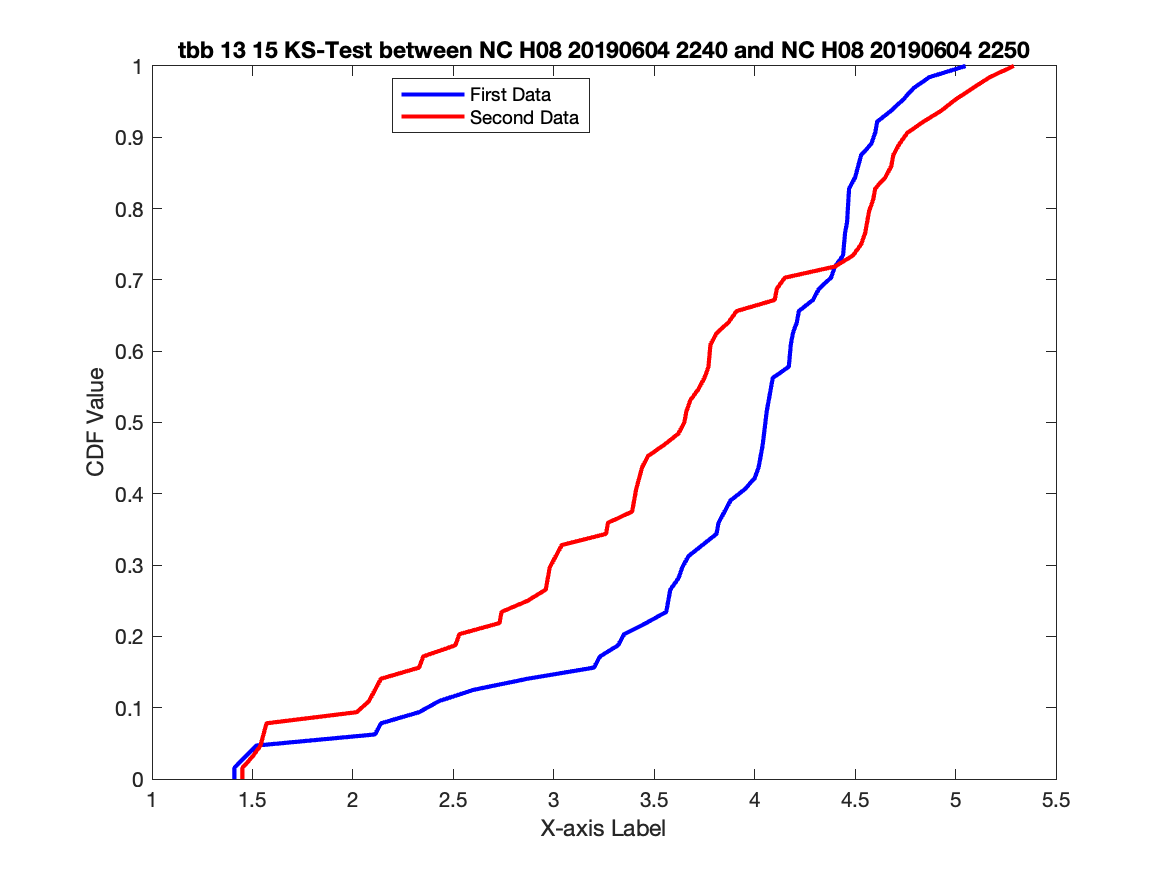 tbb 13 15 KS-Test between NC H08 20190604 2240 and NC H08 20190604 2250
First Data
Second Data
1
0.9
0.8
0.7
0.6
0.5
0.4
0.3
0.2
0.1
0
CDF Value
1 1.5 2 2.5 3 3.5 4 4.5 5 5.5
X-axis Label